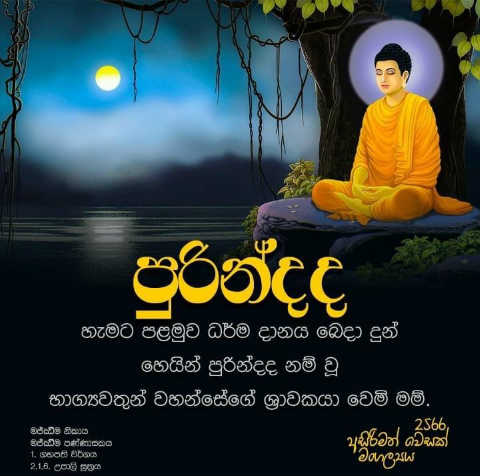 පුරින්දද
හැමට පළමුව ධර්ම දානය බෙදා දුන්
හෙයින් පුරින්දද නම් වූ
භාග්‍යවතුන් වහන්සේගේ ශ්‍රාවකයා වෙමි මම්.
මජ්ඣිම නිකාය
මජ්ඣිම පණ්ණාසකය
1. ගහපති වර්ගය
2,1,6. උපාලි සූත්‍රය
2566
අසිරිමත් වෙසක්
මංගල්‍යය